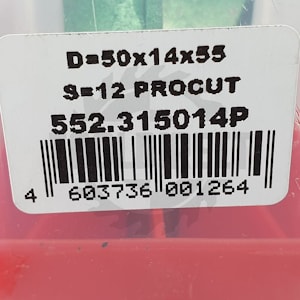 D=50x14x55
S=12 PROCUT
552.315014P
4 603736 001264